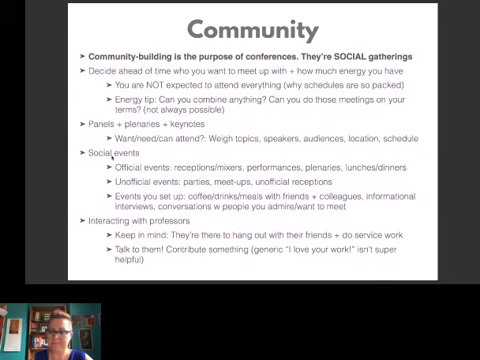 Community
➤ Community-building is the purpose of conferences. They're SOCIAL gatherings
➤ Decide ahead of time who you want to meet up with + how much energy you have
➤ You are NOT expected to attend everything (why schedules are so packed)
➤ Energy tip: Can you combine anything? Can you do those meetings on your
terms? (not always possible)
➤ Panels + plenaries + keynotes
➤ Want/need/can attend?: Weigh topics, speakers, audiences, location, schedule
➤ Social events
➤ Official events: receptions/mixers, performances, plenaries, lunches/dinners
➤ Unofficial events: parties, meet-ups, unofficial receptions
➤ Events you set up: coffee/drinks/meals with friends + colleagues, informational
interviews, conversations w people you admire/want to meet
➤ Interacting with professors
➤ Keep in mind: They're there to hang out with their friends + do service work
➤ Talk to them! Contribute something (generic "I love your work!" isn't super
helpful)